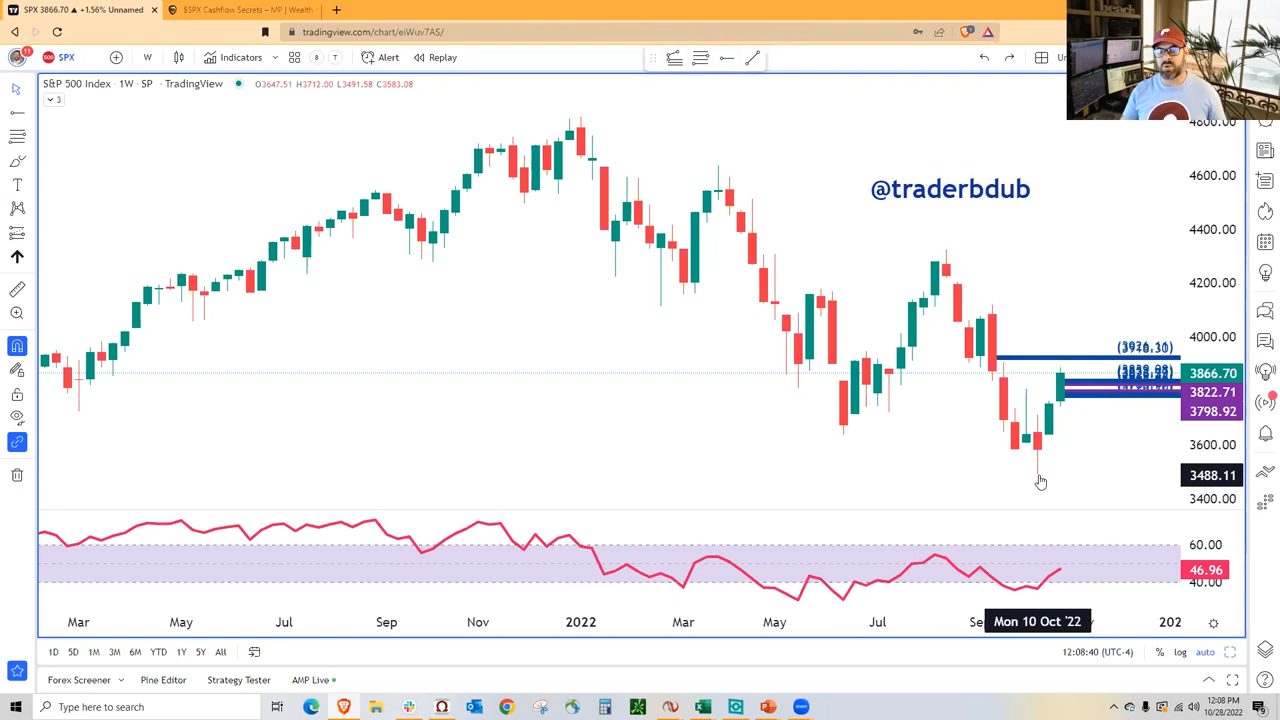 SPX 3866.70 ▲ +1.56% Unnamed
$SPX Cashflow Secrets – MP | Wealth
tradingview.com/chart/eiWuv7AS/
11
SPX
W
Indicators
8
T
Alert
Replay
S&P 500 Index · 1W · SP · TradingView
O3647.51 H3712.00 L3491.58 C3583.08
3
@traderbdub
4800.00
4600.00
4400.00
4200.00
4000.00
3866.70
3822.71
3798.92
3600.00
3488.11
3400.00
60.00
46.96
40.00
Mar
May
Jul
Sep
Nov
2022
Mar
May
Jul
Mon 10 Oct '22
202
1D 5D 1M 3M 6M YTD 1Y 5Y All
12:08:40 (UTC-4)
%
log
auto
Forex Screener
Pine Editor
Strategy Tester
AMP Live
Type here to search
12:08 PM
10/28/2022